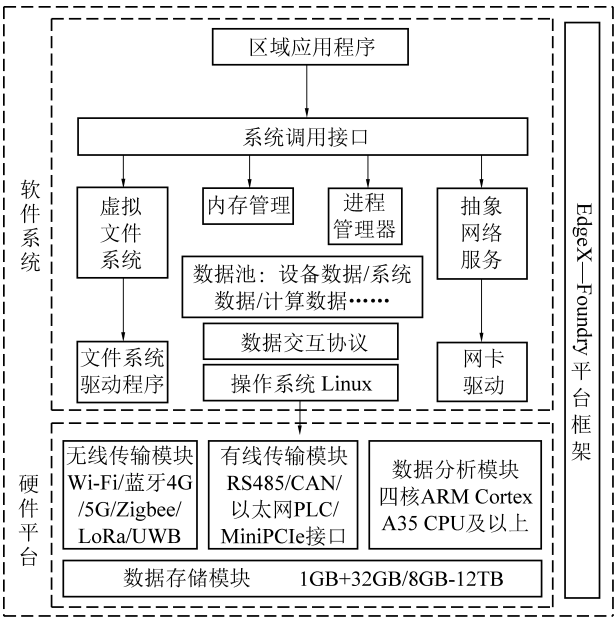 区域应用程序
系统调用接口
软件系统
虚拟
文件
系统
内存管理
进程
管理器
抽象
网络
服务
数据池：设备数据/系统
数据/计算数据……
数据交互协议
文件系统
驱动程序
操作系统 Linux
网卡
驱动
硬件平台
无线传输模块
Wi-Fi/蓝牙4G
/5G/Zigbee/
LoRa/UWB
有线传输模块
RS485/CAN/
以太网PLC/
MiniPCIe接口
数据分析模块
四核ARM Cortex
A35 CPU及以上
数据存储模块 1GB+32GB/8GB-12TB
EdgeX—Foundry 平台框架